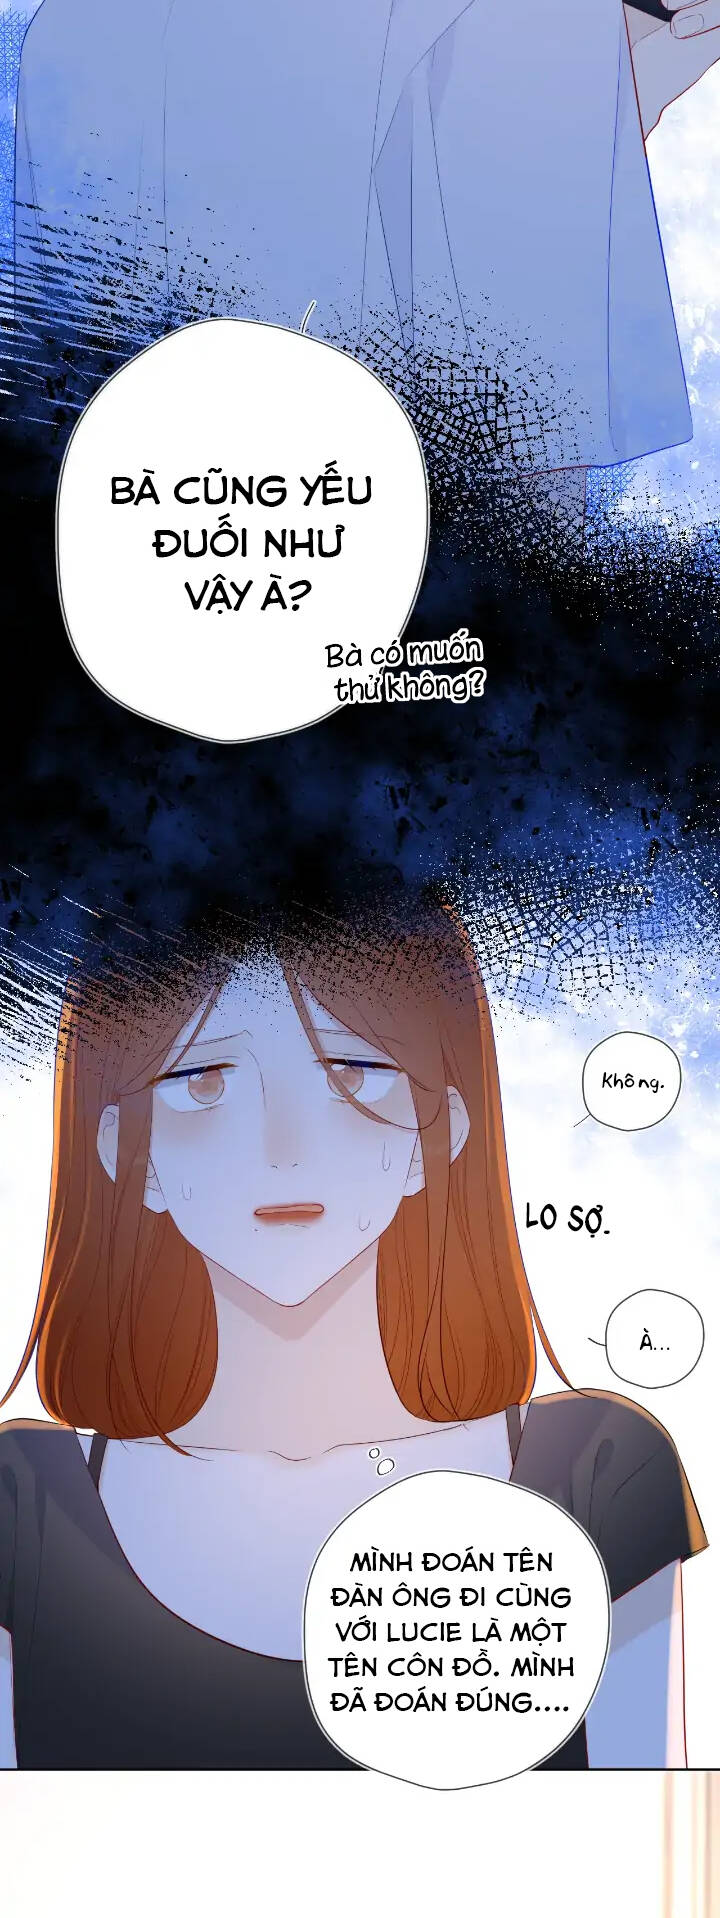 BÀ CŨNG YẾU
ĐUỐI NHƯ
VẬY À?
Bà có muốn
thử không?
Không.
LO SỢ.
À...
MÌNH ĐOÁN TÊN
ĐÀN ÔNG ĐI CÙNG
VỚI LUCIE LÀ MỘT
TÊN CÔN ĐỒ. MÌNH
ĐÃ ĐOÁN ĐÚNG....